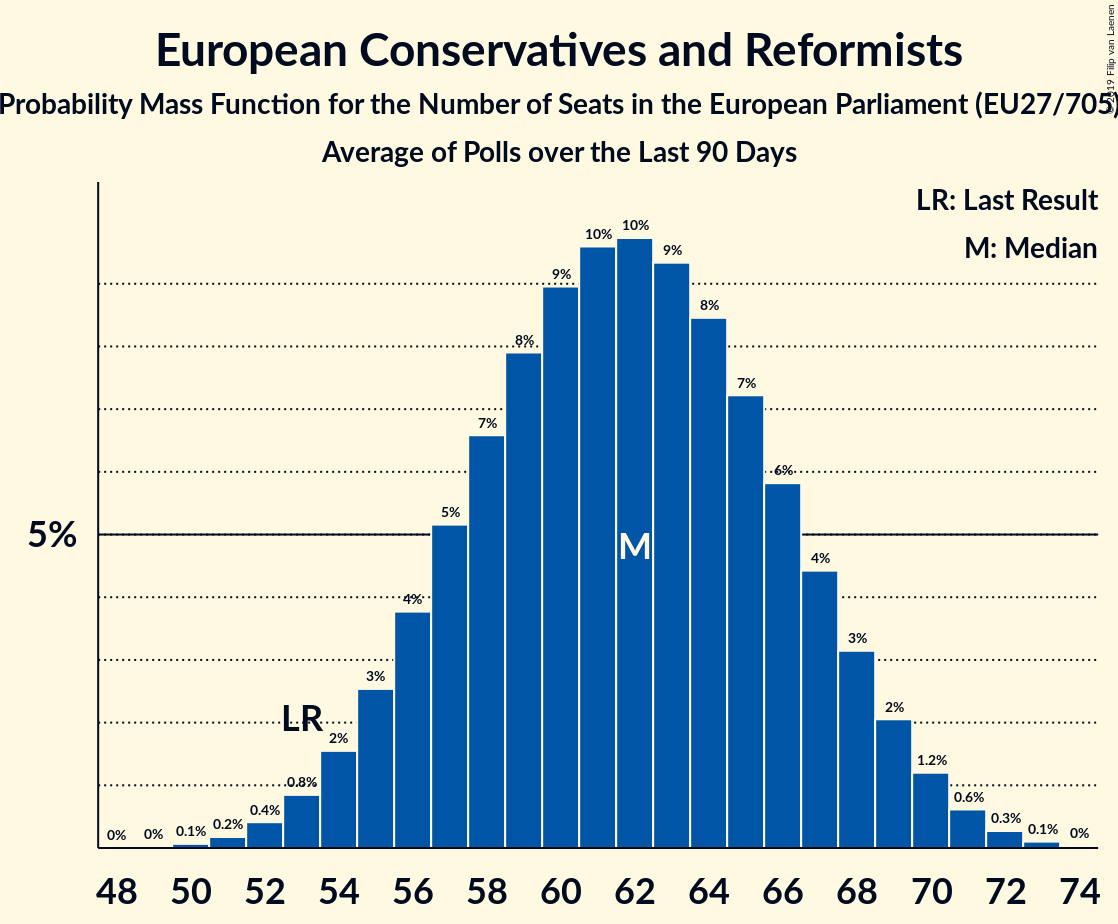 European Conservatives and Reformists
Probability Mass Function for the Number of Seats in the European Parliament (EU27/705)
Average of Polls over the Last 90 Days
© 2019 Filip van Laenen
LR: Last Result
M: Median
5%
0% 0% 0.1% 0.2% 0.4% 0.8% 2% 3% 4% 5% 7% 8% 9% 10% 10% 9% 8% 7% 6% 4% 3% 2% 1.2% 0.6% 0.3% 0.1% 0%
LR
M
48 50 52 54 56 58 60 62 64 66 68 70 72 74